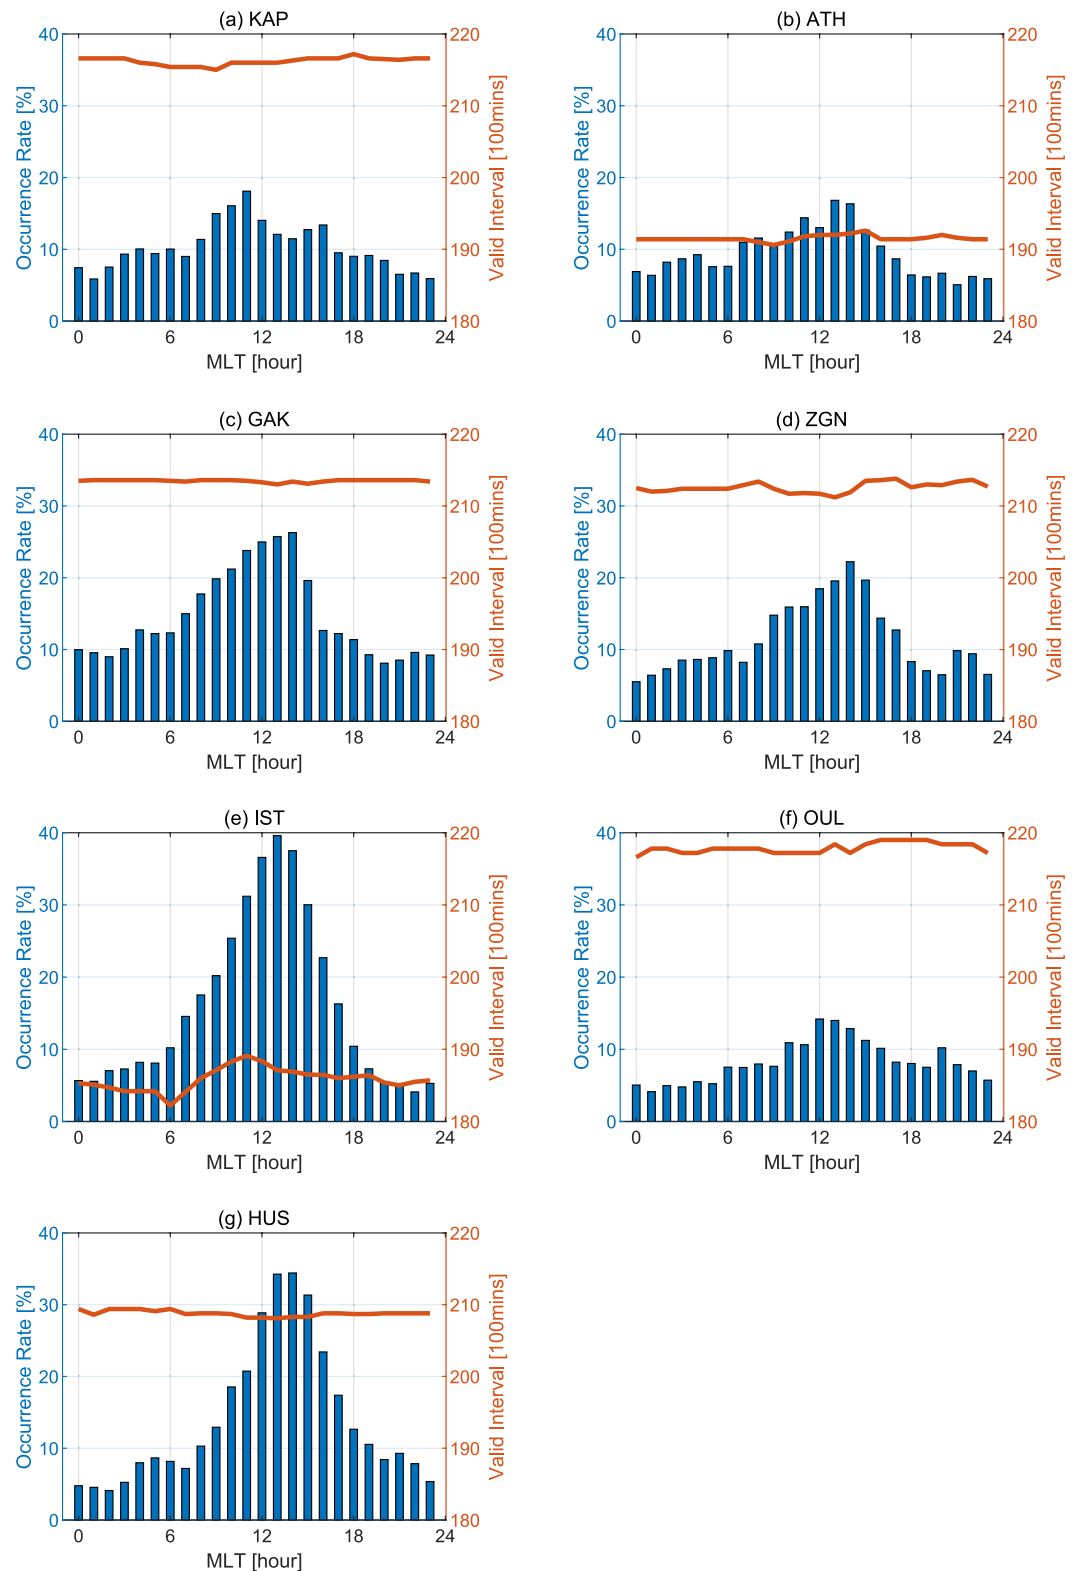 (a) KAP
Occurrence Rate [%]
40
30
20
10
0
Valid Interval [100mins]
220
210
200
190
180
0 6 12 18 24
MLT [hour]
(b) ATH
Occurrence Rate [%]
40
30
20
10
0
Valid Interval [100mins]
220
210
200
190
180
0 6 12 18 24
MLT [hour]
(c) GAK
Occurrence Rate [%]
40
30
20
10
0
Valid Interval [100mins]
220
210
200
190
180
0 6 12 18 24
MLT [hour]
(d) ZGN
Occurrence Rate [%]
40
30
20
10
0
Valid Interval [100mins]
220
210
200
190
180
0 6 12 18 24
MLT [hour]
(e) IST
Occurrence Rate [%]
40
30
20
10
0
Valid Interval [100mins]
220
210
200
190
180
0 6 12 18 24
MLT [hour]
(f) OUL
Occurrence Rate [%]
40
30
20
10
0
Valid Interval [100mins]
220
210
200
190
180
0 6 12 18 24
MLT [hour]
(g) HUS
Occurrence Rate [%]
40
30
20
10
0
Valid Interval [100mins]
220
210
200
190
180
0 6 12 18 24
MLT [hour]